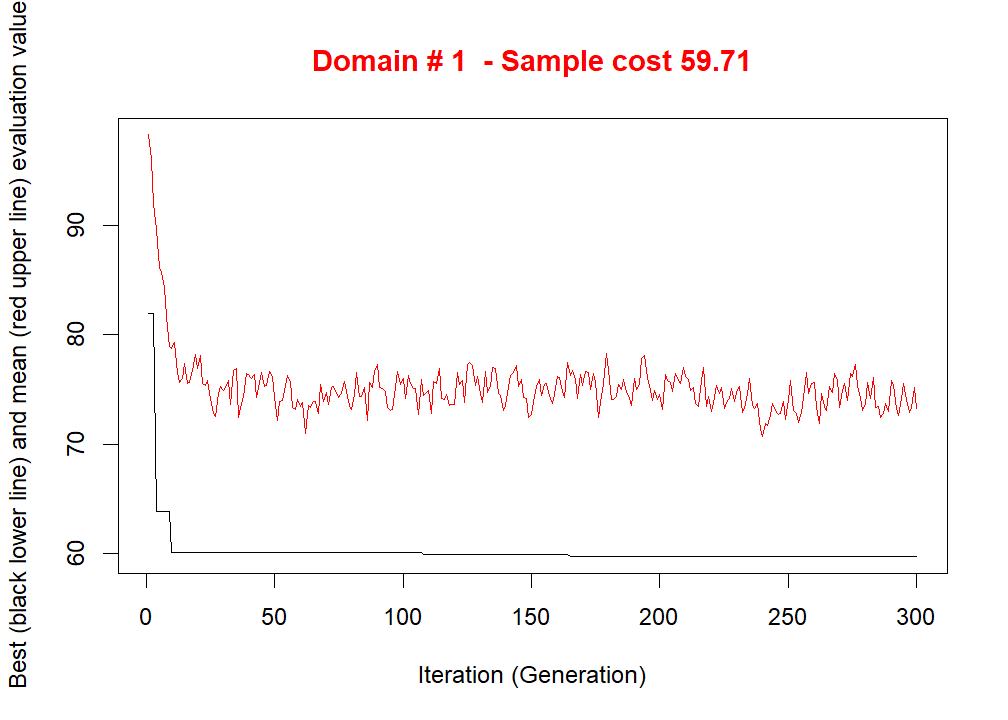 Domain # 1  - Sample cost 59.71
Best (black lower line) and mean (red upper line) evaluation value
90
80
70
60
0 50 100 150 200 250 300
Iteration (Generation)